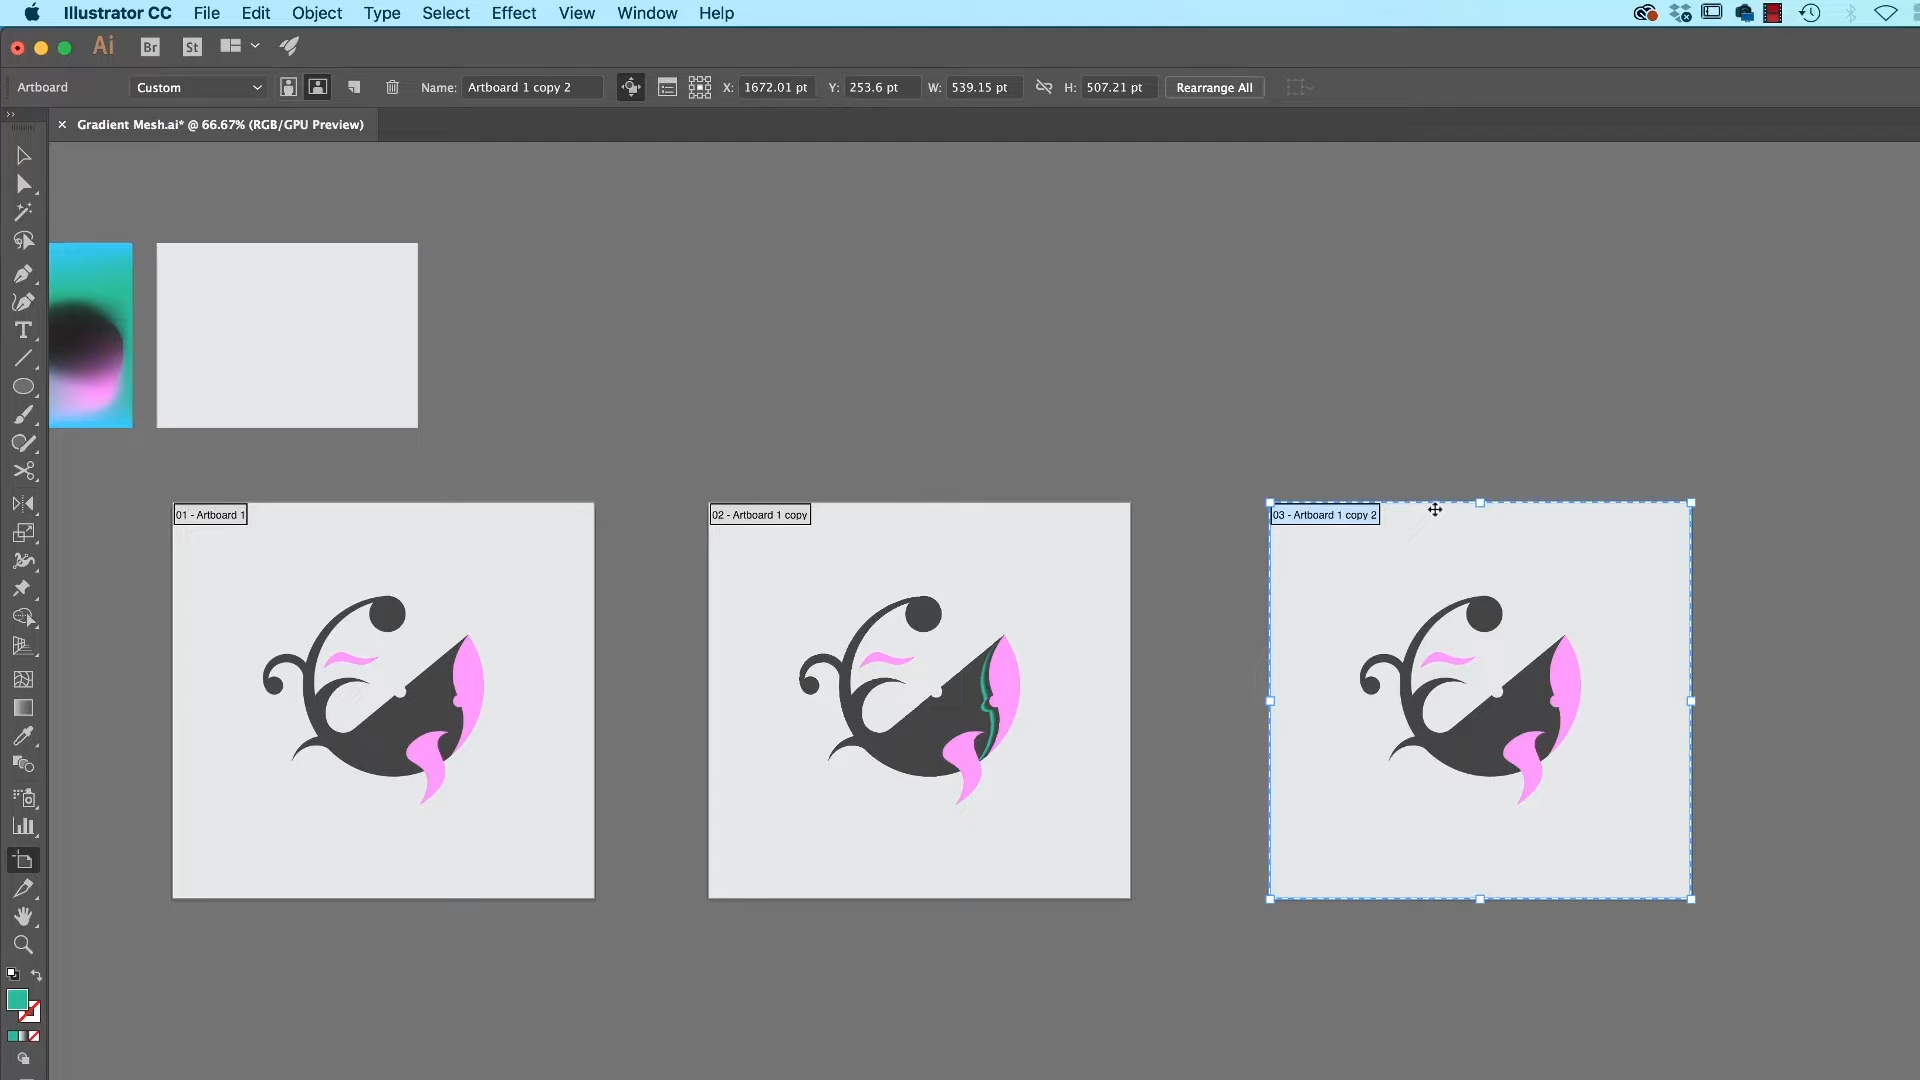 Illustrator CC File Edit Object Type Select Effect View Window Help
Ai Br St
Artboard Custom Name: Artboard 1 copy 2 X: 1672.01 pt Y: 253.6 pt W: 539.15 pt H: 507.21 pt Rearrange All
× Gradient Mesh.ai* @ 66.67% (RGB/GPU Preview)
01 - Artboard 1
02 - Artboard 1 copy
03 - Artboard 1 copy 2